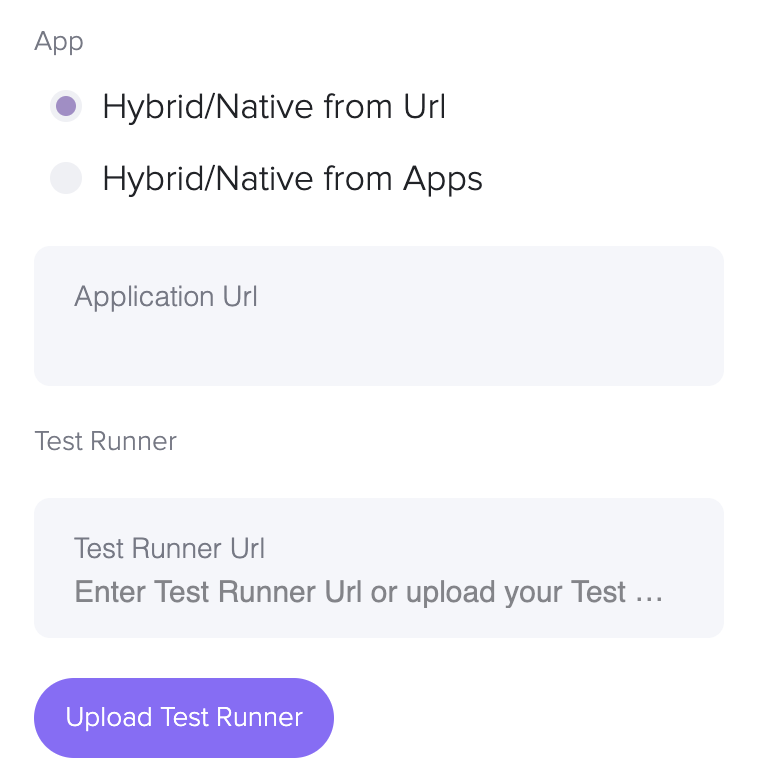 App
Hybrid/Native from Url
Hybrid/Native from Apps
Application Url
Test Runner
Test Runner Url
Enter Test Runner Url or upload your Test …
Upload Test Runner